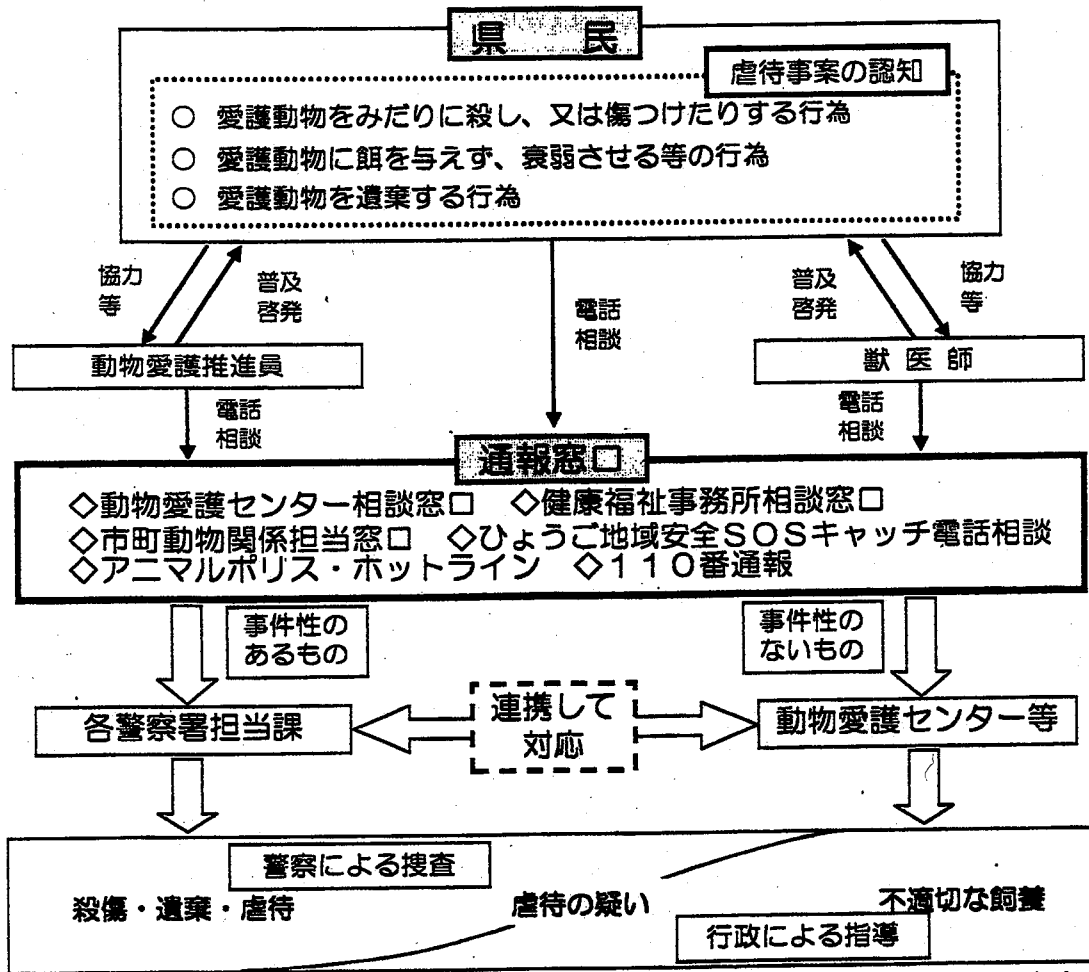 県 民
虐待事案の認知
○ 愛護動物をみだりに殺し、又は傷つけたりする行為
○ 愛護動物に餌を与えず、衰弱させる等の行為
○ 愛護動物を遺棄する行為
協力
等
普及
啓発
電話
相談
普及
啓発
協力
等
動物愛護推進員
獣 医 師
電話
相談
電話
相談
通報窓口
◇動物愛護センター相談窓口 ◇健康福祉事務所相談窓口
◇市町動物関係担当窓口 ◇ひょうご地域安全SOSキャッチ電話相談
◇アニマルポリス・ホットライン ◇110番通報
事件性の
あるもの
事件性の
ないもの
各警察署担当課
連携して
対応
動物愛護センター等
警察による捜査
殺傷・遺棄・虐待 虐待の疑い 不適切な飼養
行政による指導